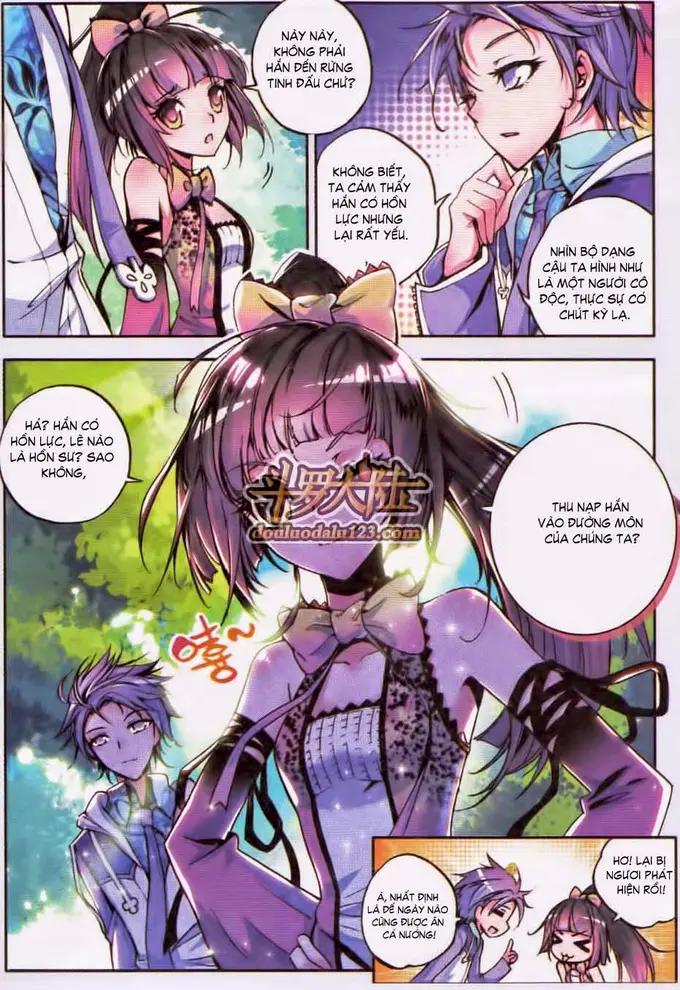 NÀY NÀY,
KHÔNG PHẢI
HẮN ĐẾN RỪNG
TINH ĐẤU CHỨ?
KHÔNG BIẾT,
TA CẢM THẤY
HẮN CÓ HỒN
LỰC NHƯNG
LẠI RẤT YẾU.
NHÌN BỘ DẠNG
CẬU TA HÌNH NHƯ
LÀ MỘT NGƯỜI CÔ
ĐỘC, THỰC SỰ CÓ
CHÚT KỲ LẠ.
HẢ? HẮN CÓ
HỒN LỰC, LẼ NÀO
LÀ HỒN SƯ? SAO
KHÔNG,
THU NẠP HẮN
VÀO ĐƯỜNG MÔN
CỦA CHÚNG TA?
斗罗大陆
douluodalu123.com
嘻~
HƠ! LẠI BỊ
NGƯƠI PHÁT
HIỆN RỒI!
Á, NHẤT ĐỊNH
LÀ ĐỂ NGÀY NÀO
CŨNG ĐƯỢC ĂN
CÁ NƯỚNG!